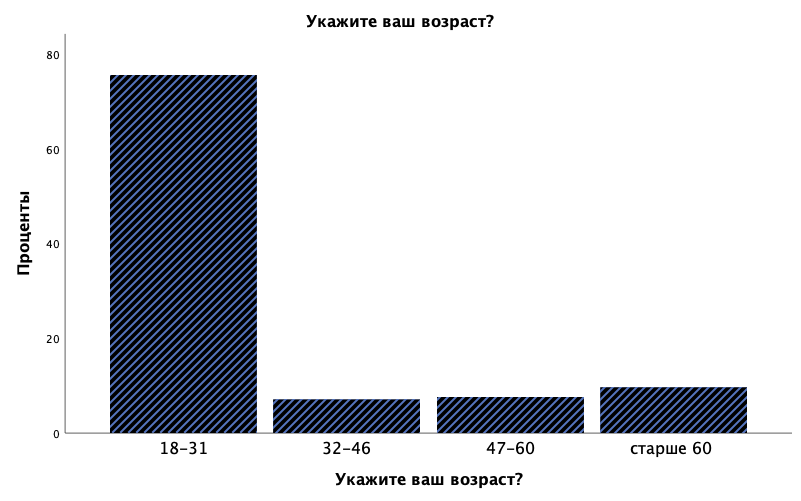 Укажите ваш возраст?
80
60
40
20
0
Проценты
18–31
32–46
47–60
старше 60
Укажите ваш возраст?